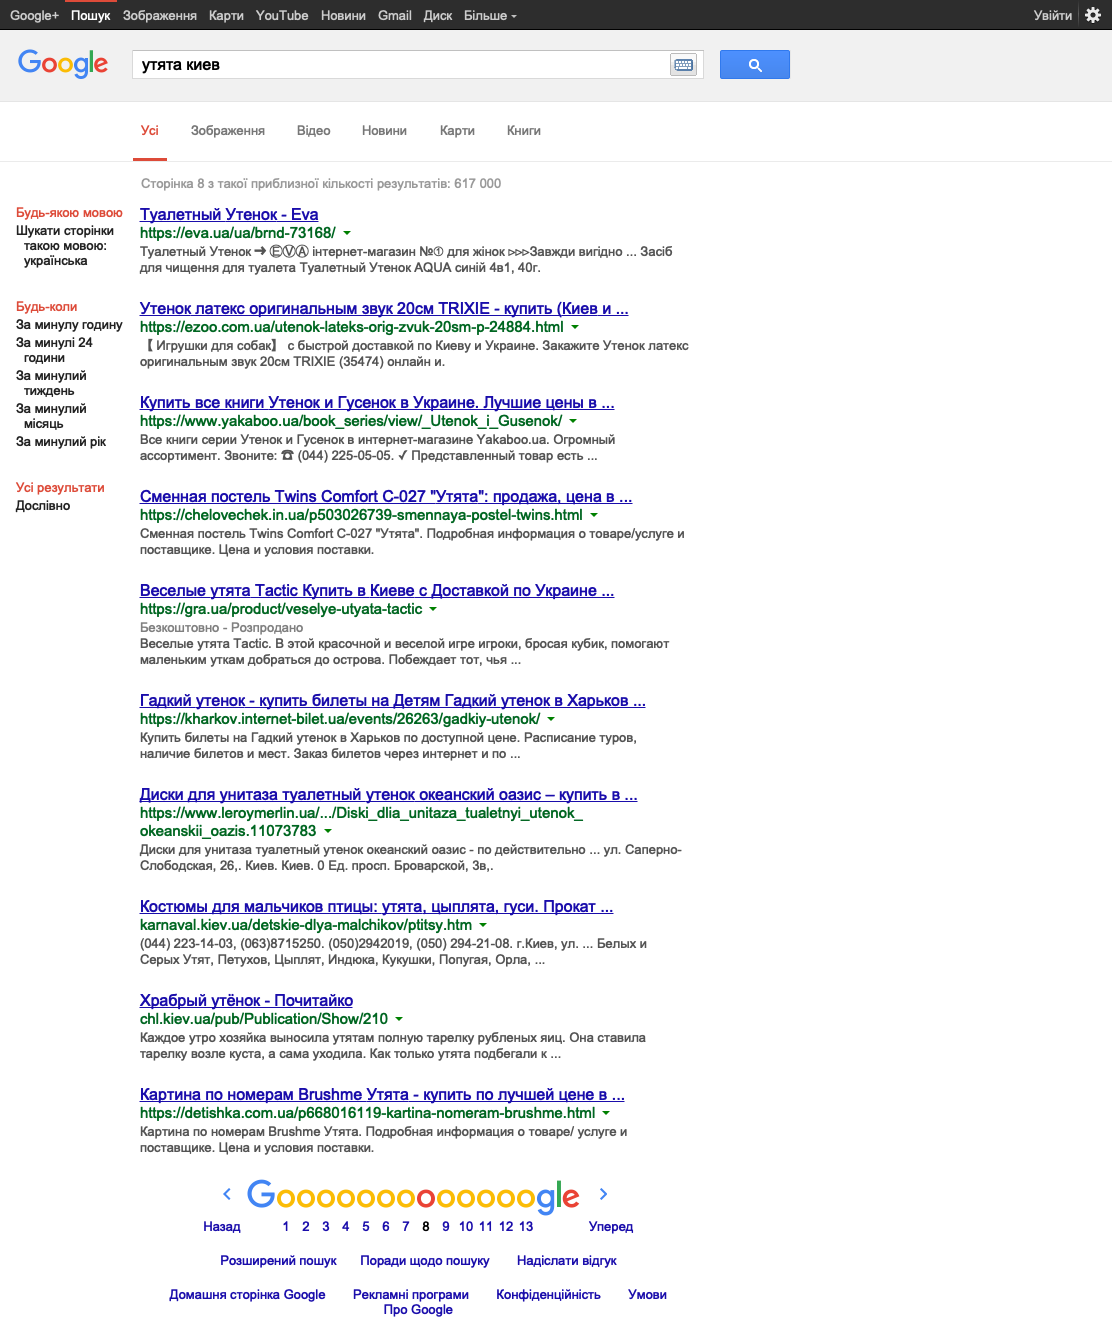 Google+ Пошук Зображення Карти YouTube Новини Gmail Диск Більше Увійти
Google утята киев
Усі Зображення Відео Новини Карти Книги
Сторінка 8 з такої приблизної кількості результатів: 617 000
Будь-якою мовою
Шукати сторінки
такою мовою:
українська
Будь-коли
За минулу годину
За минулі 24
години
За минулий
тиждень
За минулий
місяць
За минулий рік
Усі результати
Дослівно
Туалетный Утенок - Eva
https://eva.ua/ua/brnd-73168/
Туалетный Утенок ➜ ⒺⓋⒶ інтернет-магазин №① для жінок ▹▹▹Завжди вигідно ... Засіб
для чищення для туалета Туалетный Утенок AQUA синій 4в1, 40г.
Утенок латекс оригинальным звук 20см TRIXIE - купить (Киев и ...
https://ezoo.com.ua/utenok-lateks-orig-zvuk-20sm-p-24884.html
【 Игрушки для собак】 с быстрой доставкой по Киеву и Украине. Закажите Утенок латекс
оригинальным звук 20см TRIXIE (35474) онлайн и.
Купить все книги Утенок и Гусенок в Украине. Лучшие цены в ...
https://www.yakaboo.ua/book_series/view/_Utenok_i_Gusenok/
Все книги серии Утенок и Гусенок в интернет-магазине Yakaboo.ua. Огромный
ассортимент. Звоните: ☎ (044) 225-05-05. ✓ Представленный товар есть ...
Сменная постель Twins Comfort C-027 "Утята": продажа, цена в ...
https://chelovechek.in.ua/p503026739-smennaya-postel-twins.html
Сменная постель Twins Comfort C-027 "Утята". Подробная информация о товаре/услуге и
поставщике. Цена и условия поставки.
Веселые утята Tactic Купить в Киеве с Доставкой по Украине ...
https://gra.ua/product/veselye-utyata-tactic
Безкоштовно - Розпродано
Веселые утята Tactic. В этой красочной и веселой игре игроки, бросая кубик, помогают
маленьким уткам добраться до острова. Побеждает тот, чья ...
Гадкий утенок - купить билеты на Детям Гадкий утенок в Харьков ...
https://kharkov.internet-bilet.ua/events/26263/gadkiy-utenok/
Купить билеты на Гадкий утенок в Харьков по доступной цене. Расписание туров,
наличие билетов и мест. Заказ билетов через интернет и по ...
Диски для унитаза туалетный утенок океанский оазис – купить в ...
https://www.leroymerlin.ua/.../Diski_dlia_unitaza_tualetnyi_utenok_
okeanskii_oazis.11073783
Диски для унитаза туалетный утенок океанский оазис - по действительно ... ул. Саперно-
Слободская, 26,. Киев. Киев. 0 Ед. просп. Броварской, 3в,.
Костюмы для мальчиков птицы: утята, цыплята, гуси. Прокат ...
karnaval.kiev.ua/detskie-dlya-malchikov/ptitsy.htm
(044) 223-14-03, (063)8715250. (050)2942019, (050) 294-21-08. г.Киев, ул. ... Белых и
Серых Утят, Петухов, Цыплят, Индюка, Кукушки, Попугая, Орла, ...
Храбрый утёнок - Почитайко
chl.kiev.ua/pub/Publication/Show/210
Каждое утро хозяйка выносила утятам полную тарелку рубленых яиц. Она ставила
тарелку возле куста, а сама уходила. Как только утята подбегали к ...
Картина по номерам Brushme Утята - купить по лучшей цене в ...
https://detishka.com.ua/p668016119-kartina-nomeram-brushme.html
Картина по номерам Brushme Утята. Подробная информация о товаре/ услуге и
поставщике. Цена и условия поставки.
Gooooooooooooogle
Назад 1 2 3 4 5 6 7 8 9 10 11 12 13 Уперед
Розширений пошук Поради щодо пошуку Надіслати відгук
Домашня сторінка Google Рекламні програми Конфіденційність Умови
Про Google